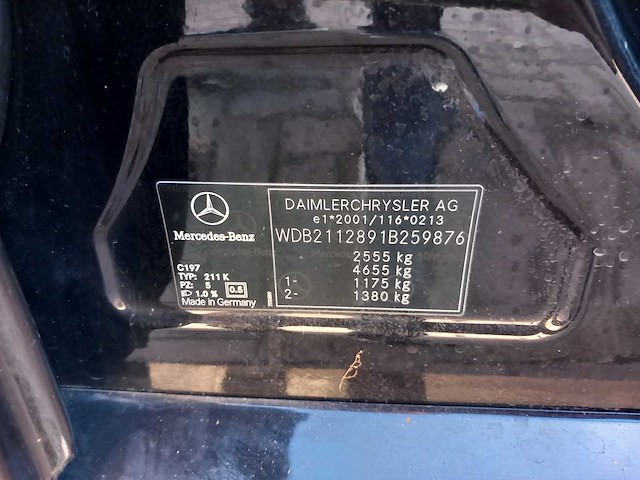 Mercedes-Benz
C197
TYP: 211 K
PZ: 5
1.0 % 0.5
Made in Germany
DAIMLERCHRYSLER AG
e1*2001/116*0213
WDB2112891B259876
2555 kg
4655 kg
1- 1175 kg
2- 1380 kg